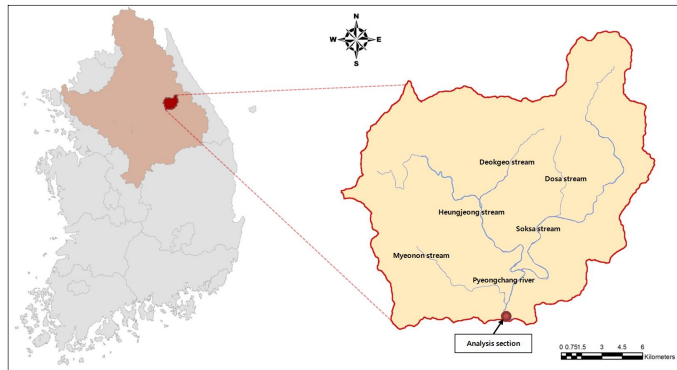 N
W E
S
Deokgeo stream
Dosa stream
Heungjeong stream
Soksa stream
Myeonon stream
Pyeongchang river
Analysis section
0 0.751.5 3 4.5 6
Kilometers